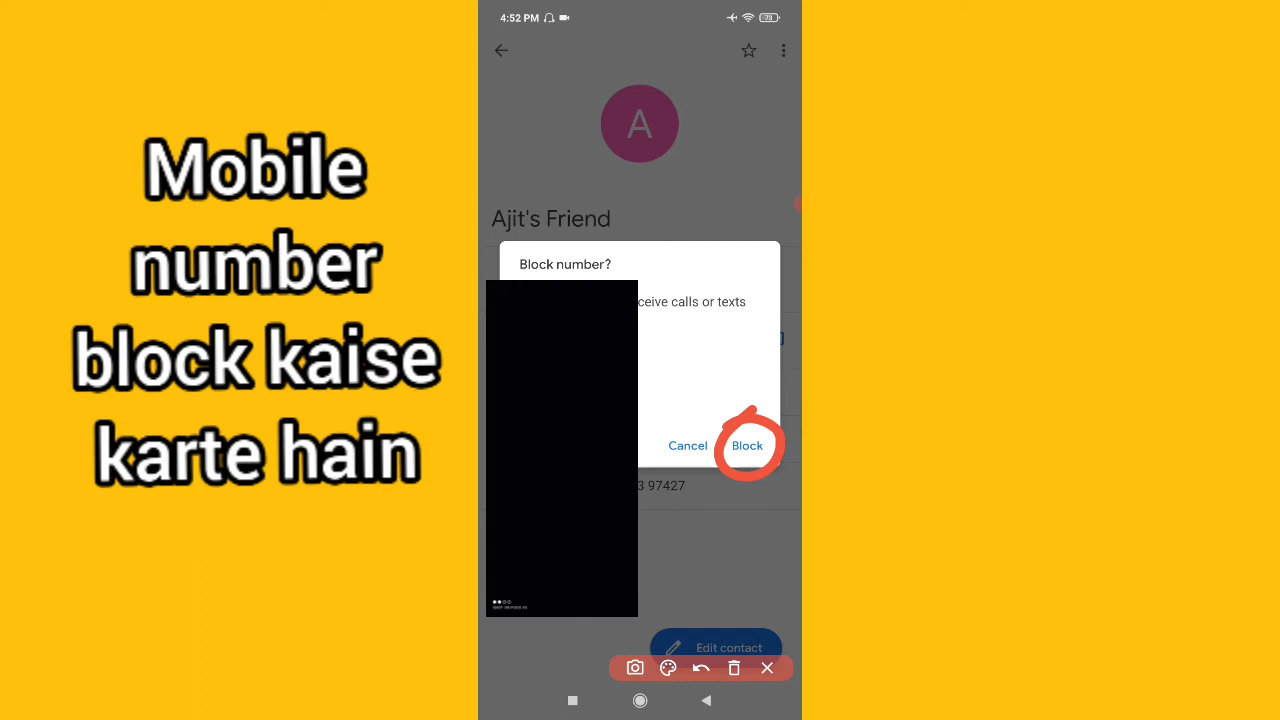 Mobile
number
block kaise
karte hain
4:52 PM
73
A
Ajit's Friend
Block number?
ceive calls or texts
Cancel Block
3 97427
Edit contact